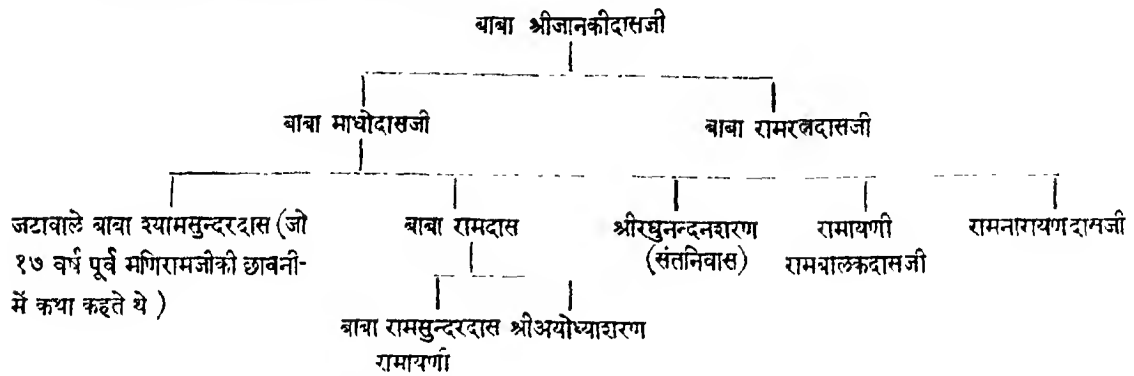 बाबा श्रीजानकीदासजी
बाबा माधोदासजी
बाबा रामरत्नदासजी
जटावाले बाबा श्यामसुन्दरदास (जो
१७ वर्ष पूर्व मणिरामजीकी छावनी-
में कथा कहते थे )
बाबा रामदास
श्रीरघुनन्दनशरण
(संतनिवास)
रामायणी
रामबालकदासजी
रामनारायणदासजी
बाबा रामसुन्दरदास
रामायणी
श्रीअयोध्याशरण